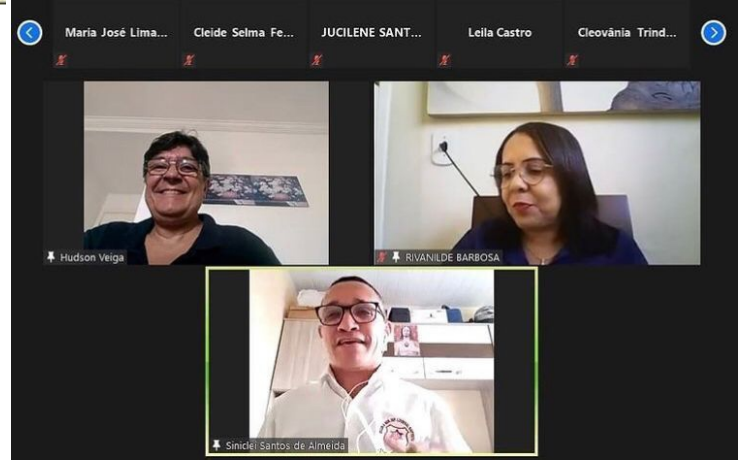 Maria José Lima...
Cleide Selma Fe...
JUCILENE SANT...
Leila Castro
Cleovânia Trind...
Hudson Veiga
RIVANILDE BARBOSA
Siniclei Santos de Almeida